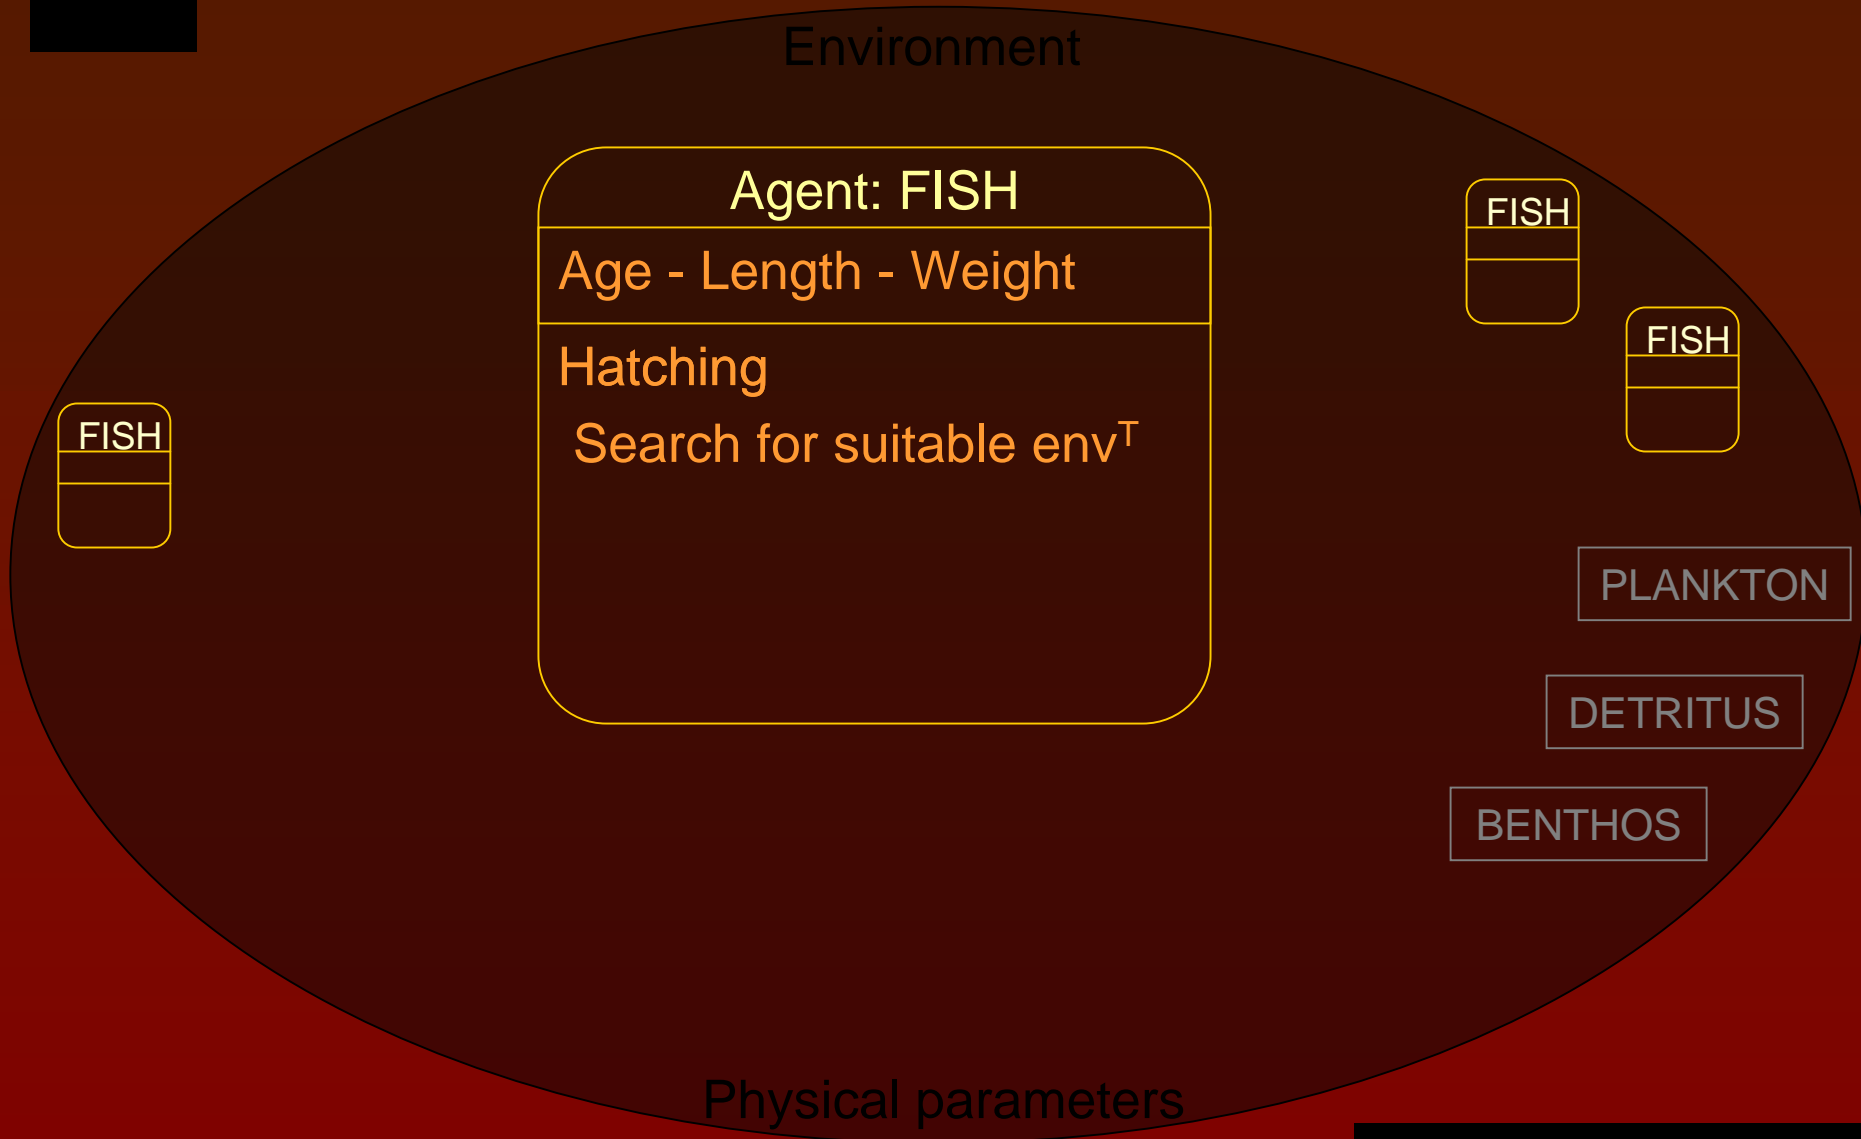 Environment
Agent: FISH
Age - Length - Weight
Hatching
Search for suitable envᵀ
FISH
FISH
FISH
PLANKTON
DETRITUS
BENTHOS
Physical parameters